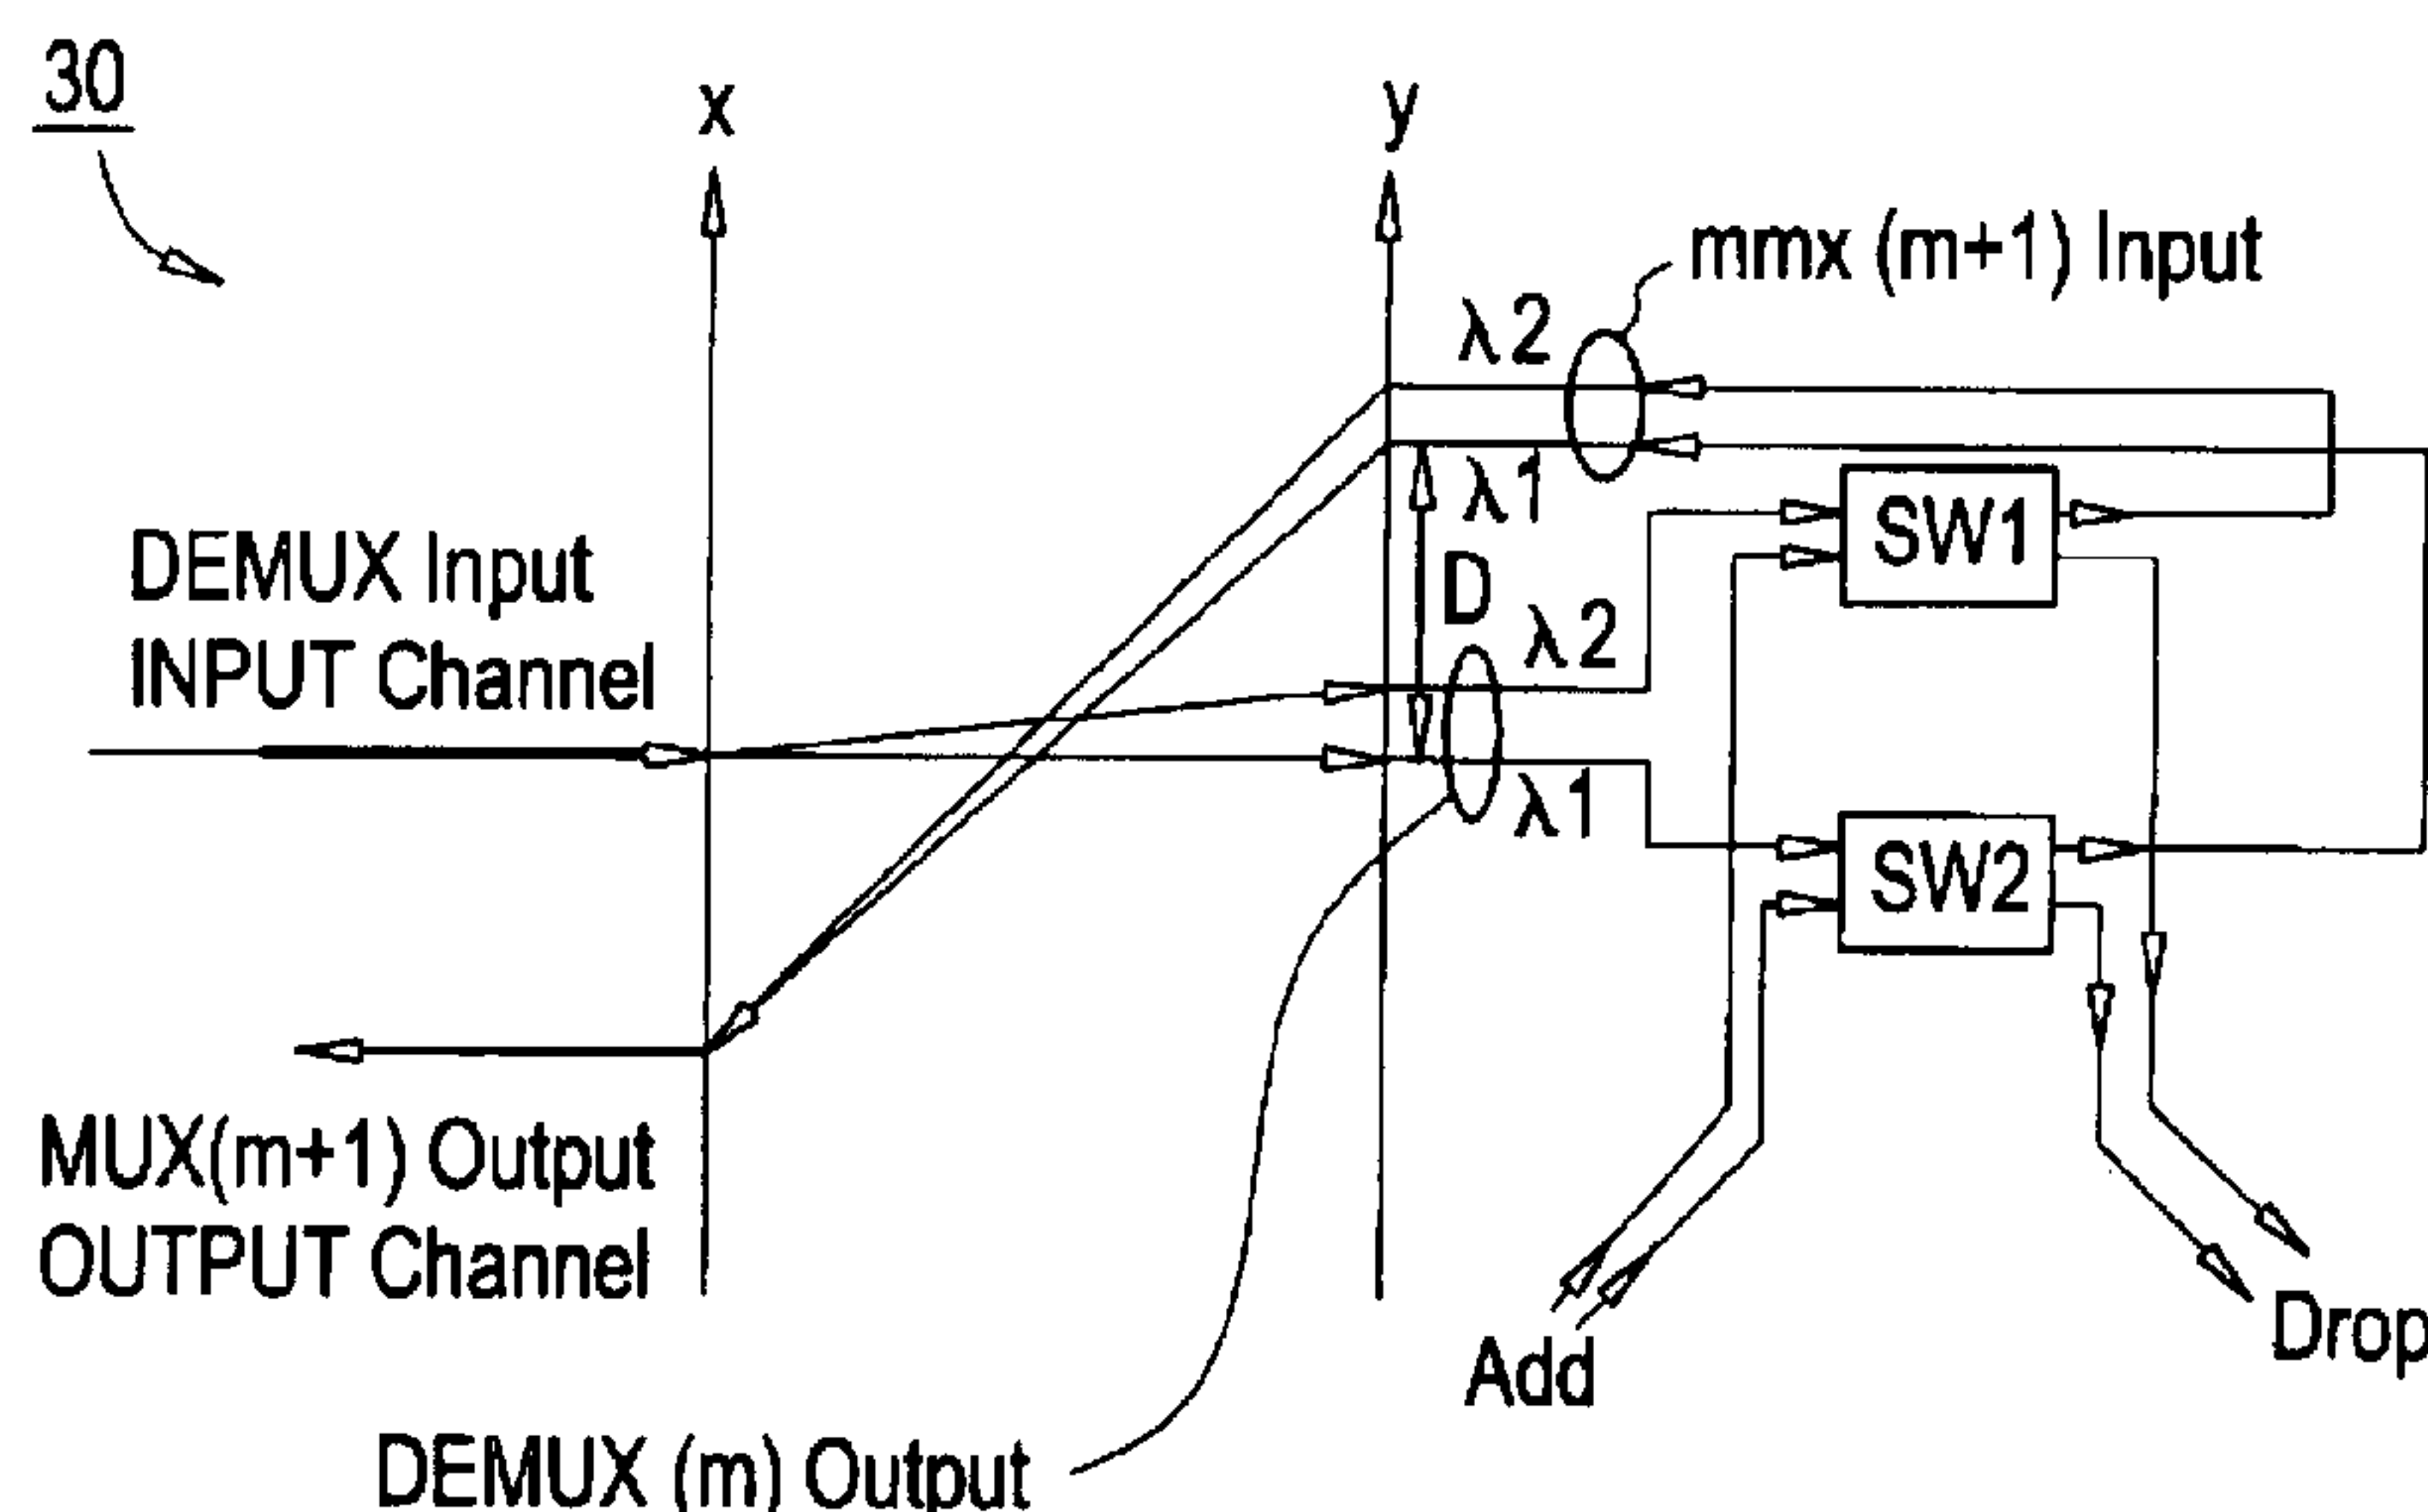 30
x
y
mmx (m+1) Input
λ2
λ1
SW1
DEMUX Input
INPUT Channel
D
λ2
λ1
SW2
MUX(m+1) Output
OUTPUT Channel
Add
Drop
DEMUX (m) Output